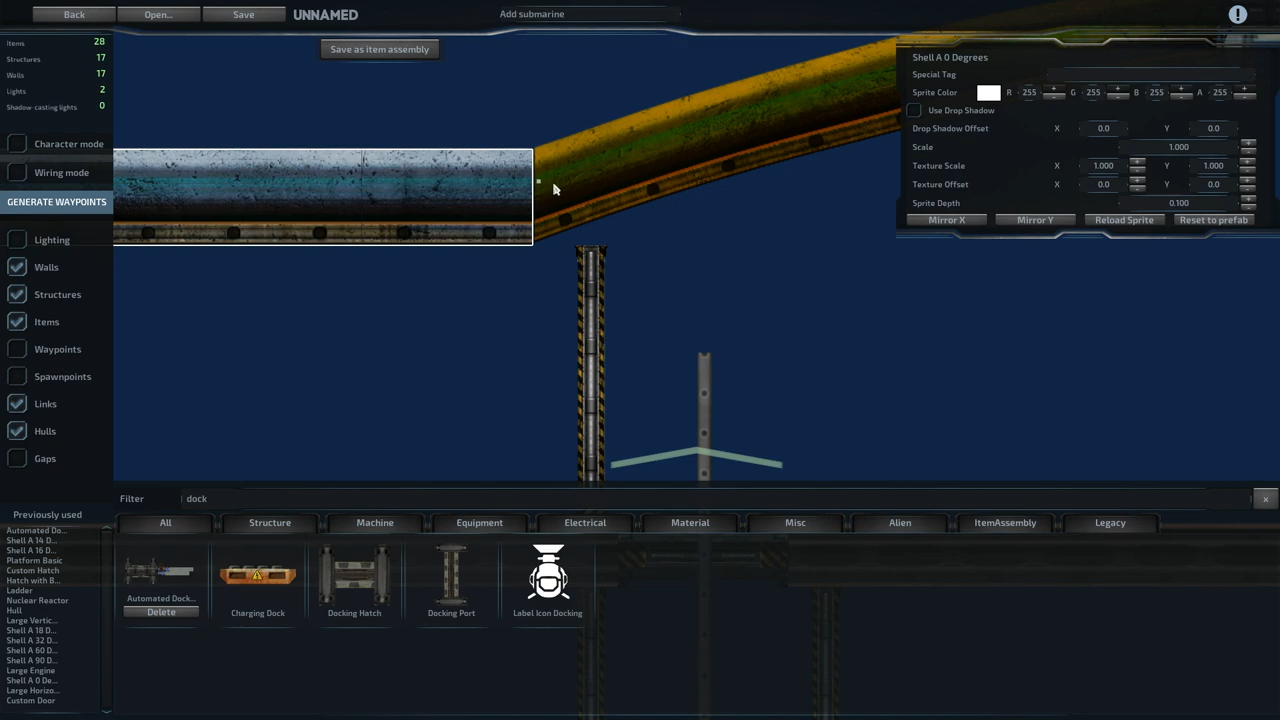 Back
Open...
Save
UNNAMED
Add submarine
Save as item assembly
Items 28
Structures 17
Walls 17
Lights 2
Shadow-casting lights 0
Character mode
Wiring mode
GENERATE WAYPOINTS
Lighting
Walls
Structures
Items
Waypoints
Spawnpoints
Links
Hulls
Gaps
Shell A 0 Degrees
Special Tag
Sprite Color R 255 G 255 B 255 A 255
Use Drop Shadow
Drop Shadow Offset X 0.0 Y 0.0
Scale 1.000
Texture Scale X 1.000 Y 1.000
Texture Offset X 0.0 Y 0.0
Sprite Depth 0.100
Mirror X
Mirror Y
Reload Sprite
Reset to prefab
Filter dock
Previously used
Automated Do...
Shell A 14 D...
Shell A 16 D...
Platform Basic
Custom Hatch
Hatch with B...
Ladder
Nuclear Reactor
Hull
Large Vertic...
Shell A 18 D...
Shell A 32 D...
Shell A 60 D...
Shell A 90 D...
Large Engine
Shell A 0 De...
Large Horizo...
Custom Door
All
Structure
Machine
Equipment
Electrical
Material
Misc
Alien
ItemAssembly
Legacy
Automated Dock...
Delete
Charging Dock
Docking Hatch
Docking Port
Label Icon Docking